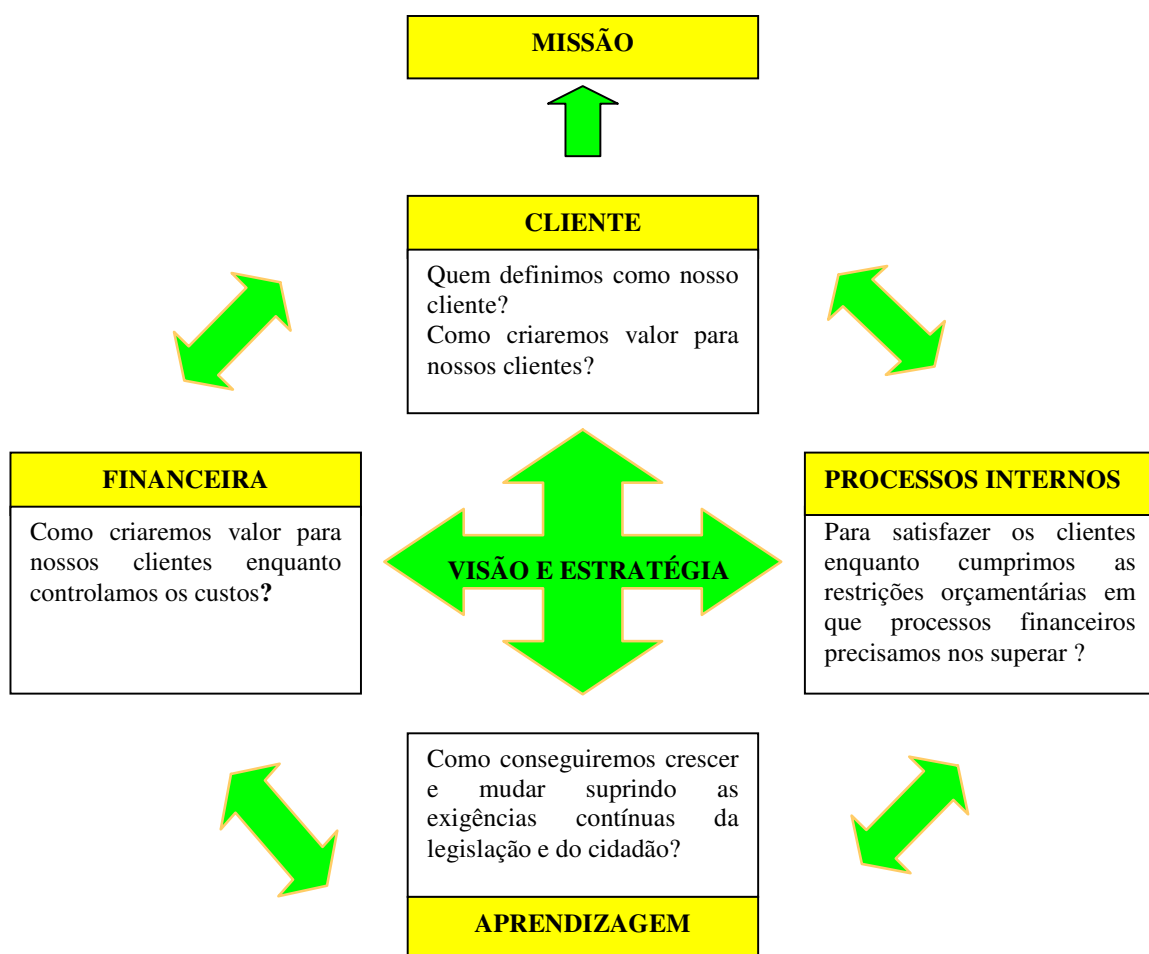 MISSÃO
CLIENTE
Quem definimos como nosso
cliente?
Como criaremos valor para
nossos clientes?
FINANCEIRA
Como criaremos valor para
nossos clientes enquanto
controlamos os custos?
VISÃO E ESTRATÉGIA
PROCESSOS INTERNOS
Para satisfazer os clientes
enquanto cumprimos as
restrições orçamentárias em
que processos financeiros
precisamos nos superar ?
Como conseguiremos crescer
e mudar suprindo as
exigências contínuas da
legislação e do cidadão?
APRENDIZAGEM